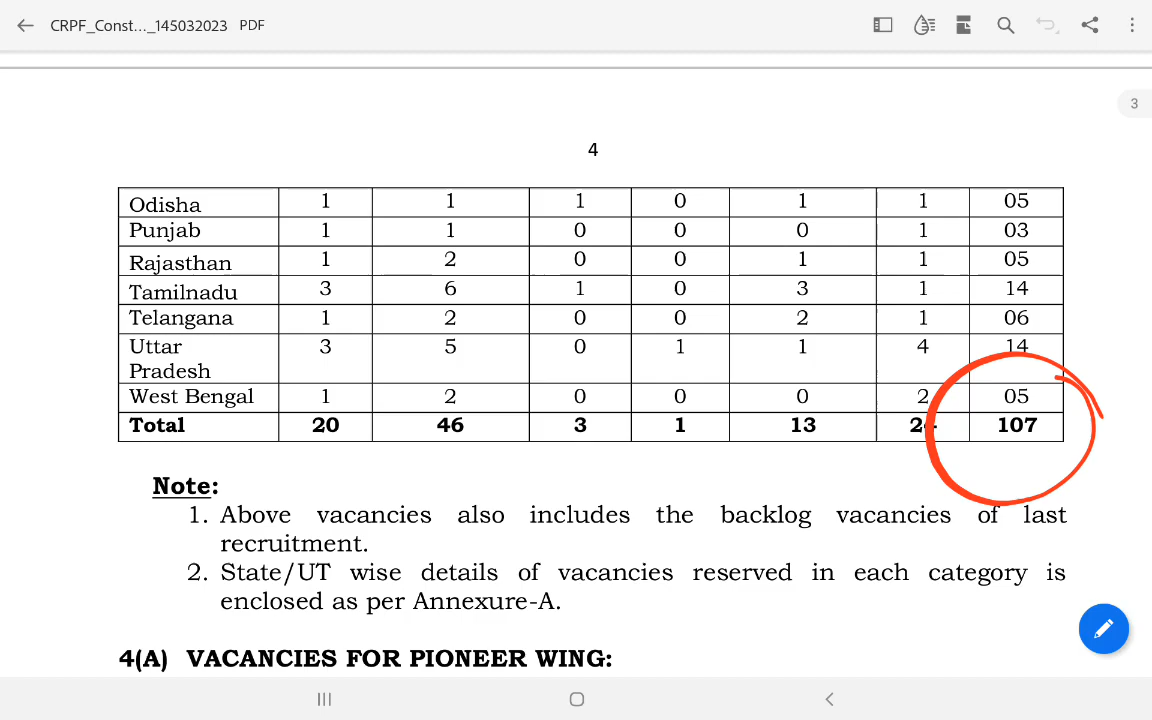 CRPF_Const..._145032023 PDF
3
4
Odisha 1 1 1 0 1 1 05
Punjab 1 1 0 0 0 1 03
Rajasthan 1 2 0 0 1 1 05
Tamilnadu 3 6 1 0 3 1 14
Telangana 1 2 0 0 2 1 06
Uttar 3 5 0 1 1 4 14
Pradesh
West Bengal 1 2 0 0 0 2 05
Total 20 46 3 1 13 24 107
Note:
1. Above vacancies also includes the backlog vacancies of last
recruitment.
2. State/UT wise details of vacancies reserved in each category is
enclosed as per Annexure-A.
4(A) VACANCIES FOR PIONEER WING: